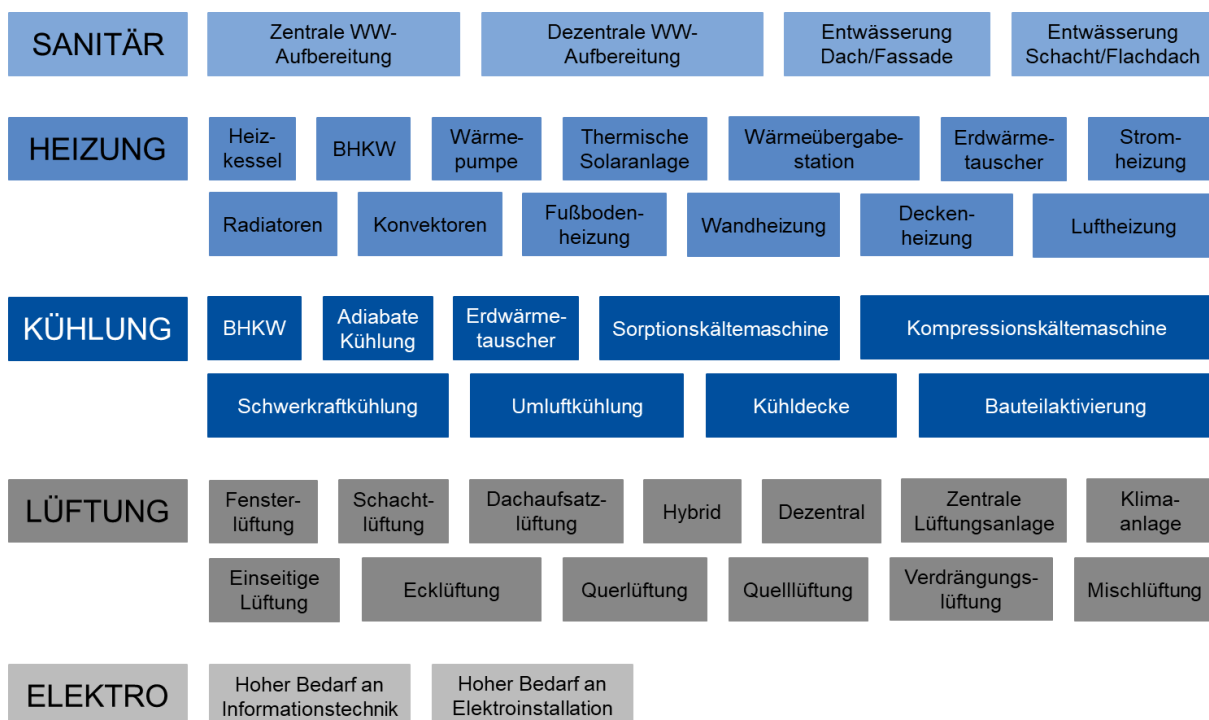 SANITÄR
Zentrale WW-
Aufbereitung
Dezentrale WW-
Aufbereitung
Entwässerung
Dach/Fassade
Entwässerung
Schacht/Flachdach
HEIZUNG
Heiz-
kessel
BHKW
Wärme-
pumpe
Thermische
Solaranlage
Wärmeübergabe-
station
Erdwärme-
tauscher
Strom-
heizung
Radiatoren
Konvektoren
Fußboden-
heizung
Wandheizung
Decken-
heizung
Luftheizung
KÜHLUNG
BHKW
Adiabate
Kühlung
Erdwärme-
tauscher
Sorptionskältemaschine
Kompressionskältemaschine
Schwerkraftkühlung
Umluftkühlung
Kühldecke
Bauteilaktivierung
LÜFTUNG
Fenster-
lüftung
Schacht-
lüftung
Dachaufsatz-
lüftung
Hybrid
Dezentral
Zentrale
Lüftungsanlage
Klima-
anlage
Einseitige
Lüftung
Ecklüftung
Querlüftung
Quelllüftung
Verdrängungs-
lüftung
Mischlüftung
ELEKTRO
Hoher Bedarf an
Informationstechnik
Hoher Bedarf an
Elektroinstallation